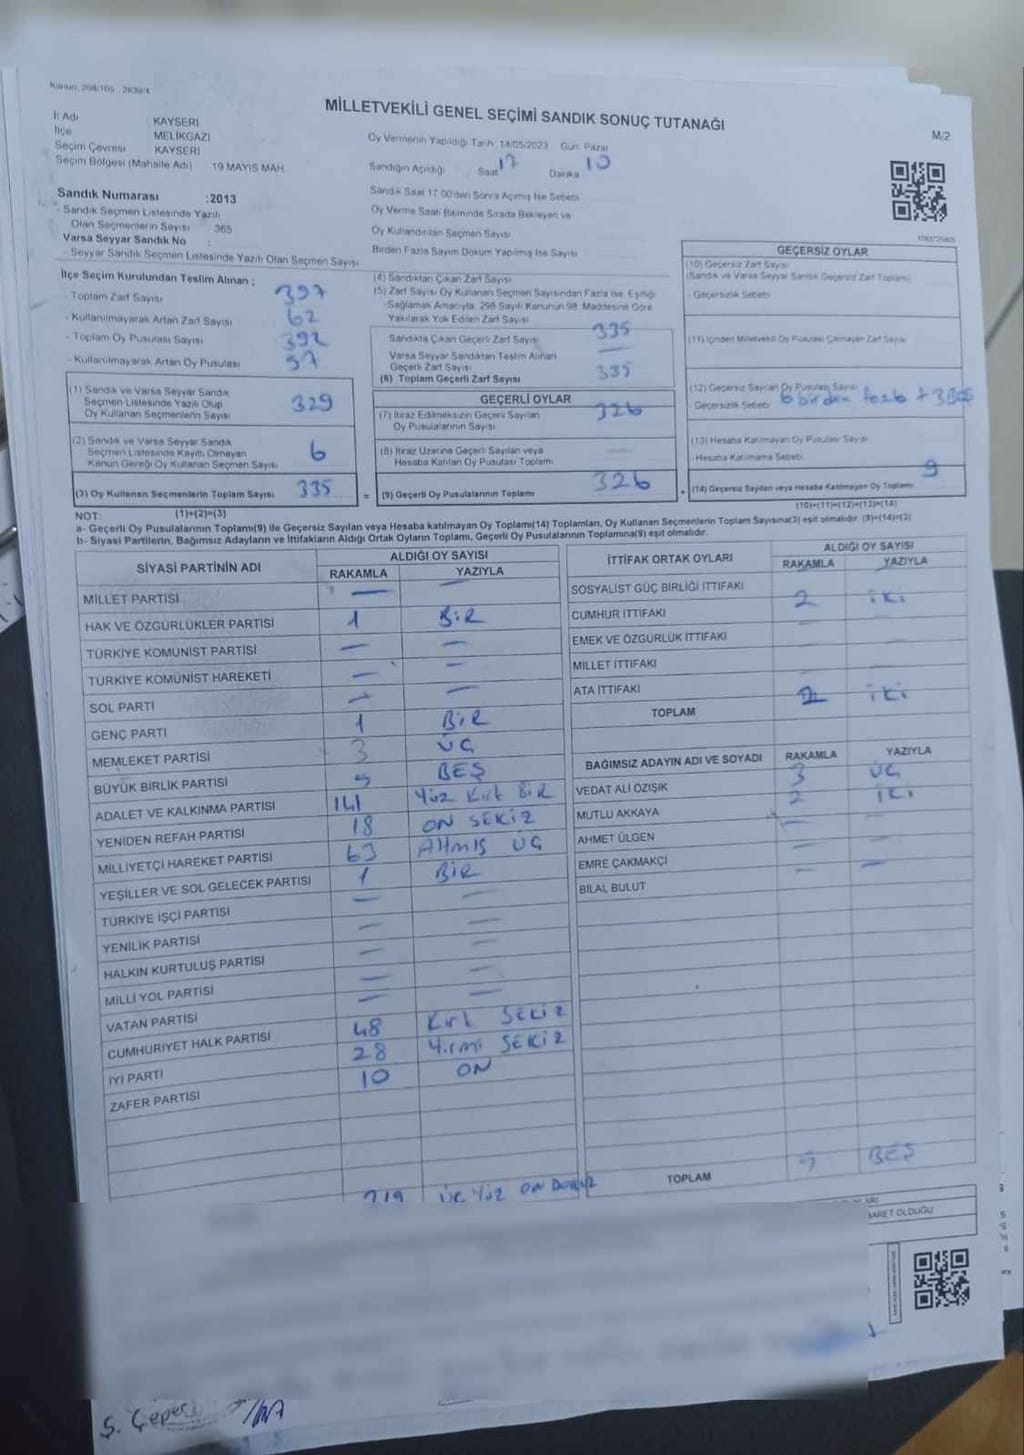 MİLLETVEKİLİ GENEL SEÇİMİ SANDIK SONUÇ TUTANAĞI
M/2
İl Adı KAYSERI
İlçe MELİKGAZİ
Seçim Çevresi KAYSERI
Seçim Bölgesi (Mahalle Adı) 19 MAYIS MAH.
Oy Vermenin Yapıldığı Tarih 14/05/2023 Gün: Pazar
Sandığın Açıldığı Saat 17 Dakika 10
Sandık Saat 17:00'den Sonra Açılmış İse Sebebi
Oy Verme Saati Bitiminde Sırada Bekleyen ve
Oy Kullandırılan Seçmen Sayısı
Birden Fazla Sayım Döküm Yapılmış İse Sayısı
Sandık Numarası :2013
- Sandık Seçmen Listesinde Yazılı
Olan Seçmenlerin Sayısı 365
Varsa Seyyar Sandık No :
- Seyyar Sandık Seçmen Listesinde Yazılı Olan Seçmen Sayısı
İlçe Seçim Kurulundan Teslim Alınan ;
- Toplam Zarf Sayısı 397
- Kullanılmayarak Artan Zarf Sayısı 62
- Toplam Oy Pusulası Sayısı 392
- Kullanılmayarak Artan Oy Pusulası 57
(4) Sandıktan Çıkan Zarf Sayısı
(5) Zarf Sayısı Oy Kullanan Seçmen Sayısından Fazla İse, Eşitliği
Sağlamak Amacıyla, 298 Sayılı Kanunun 98. Maddesine Göre
Yakılarak Yok Edilen Zarf Sayısı
Sandıkta Çıkan Geçerli Zarf Sayısı 335
Varsa Seyyar Sandıktan Teslim Alınan
Geçerli Zarf Sayısı —
(6) Toplam Geçerli Zarf Sayısı 335
(1) Sandık ve Varsa Seyyar Sandık
Seçmen Listesinde Yazılı Olup
Oy Kullanan Seçmenlerin Sayısı 329
(2) Sandık ve Varsa Seyyar Sandık
Seçmen Listesinde Kayıtlı Olmayan
Kanun Gereği Oy Kullanan Seçmen Sayısı 6
(3) Oy Kullanan Seçmenlerin Toplam Sayısı 335
(1)+(2)=(3)
GEÇERLİ OYLAR
(7) İtiraz Edilmeksizin Geçerli Sayılan
Oy Pusulalarının Sayısı 326
(8) İtiraz Üzerine Geçerli Sayılan veya
Hesaba Katılan Oy Pusulası Toplamı —
= (9) Geçerli Oy Pusulalarının Toplamı 326
GEÇERSİZ OYLAR
(10) Geçersiz Zarf Sayısı
(Sandık ve Varsa Seyyar Sandık Geçersiz Zarf Toplamı)
- Geçersizlik Sebebi
(11) İçinden Milletvekili Oy Pusulası Çıkmayan Zarf Sayısı
(12) Geçersiz Sayılan Oy Pusulası Sayısı
- Geçersizlik Sebebi 6 birden fazla + 3 Boş
(13) Hesaba Katılmayan Oy Pusulası Sayısı
- Hesaba Katılmama Sebebi
+ (14) Geçersiz Sayılan veya Hesaba Katılmayan Oy Toplamı 9
(10)+(11)+(12)+(13)=(14)
NOT:
a- Geçerli Oy Pusulalarının Toplamı(9) ile Geçersiz Sayılan veya Hesaba katılmayan Oy Toplamı(14) Toplamları, Oy Kullanan Seçmenlerin Toplam Sayısına(3) eşit olmalıdır. (9)+(14)=(3)
b- Siyasi Partilerin, Bağımsız Adayların ve İttifakların Aldığı Ortak Oyların Toplamı, Geçerli Oy Pusulalarının Toplamına(9) eşit olmalıdır.
SİYASİ PARTİNİN ADI
ALDIĞI OY SAYISI
RAKAMLA YAZIYLA
MİLLET PARTİSİ — —
HAK VE ÖZGÜRLÜKLER PARTİSİ 1 BİR
TÜRKİYE KOMÜNİST PARTİSİ — —
TÜRKİYE KOMÜNİST HAREKETİ — —
SOL PARTİ — —
GENÇ PARTİ 1 BİR
MEMLEKET PARTİSİ 3 ÜÇ
BÜYÜK BİRLİK PARTİSİ 5 BEŞ
ADALET VE KALKINMA PARTİSİ 141 Yüz Kırk BİR
YENİDEN REFAH PARTİSİ 18 ON SEKİZ
MİLLİYETÇİ HAREKET PARTİSİ 63 Altmış ÜÇ
YEŞİLLER VE SOL GELECEK PARTİSİ 1 BİR
TÜRKİYE İŞÇİ PARTİSİ — —
YENİLİK PARTİSİ — —
HALKIN KURTULUŞ PARTİSİ — —
MİLLİ YOL PARTİSİ — —
VATAN PARTİSİ — —
CUMHURİYET HALK PARTİSİ 48 Kırk SEKİZ
İYİ PARTİ 28 Yirmi SEKİZ
ZAFER PARTİSİ 10 ON
319 ÜÇ Yüz ON DOKUZ
İTTİFAK ORTAK OYLARI
ALDIĞI OY SAYISI
RAKAMLA YAZIYLA
SOSYALİST GÜÇ BİRLİĞİ İTTİFAKI
CUMHUR İTTİFAKI 2 İKİ
EMEK VE ÖZGÜRLÜK İTTİFAKI
MİLLET İTTİFAKI
ATA İTTİFAKI
TOPLAM 2 İKİ
BAĞIMSIZ ADAYIN ADI VE SOYADI RAKAMLA YAZIYLA
VEDAT ALİ ÖZIŞIK 3 ÜÇ
MUTLU AKKAYA 2 İKİ
AHMET ÜLGEN — —
EMRE ÇAKMAKÇI — —
BİLAL BULUT — —
TOPLAM 5 BEŞ
BARET OLDUĞU
Ş. Çepeci